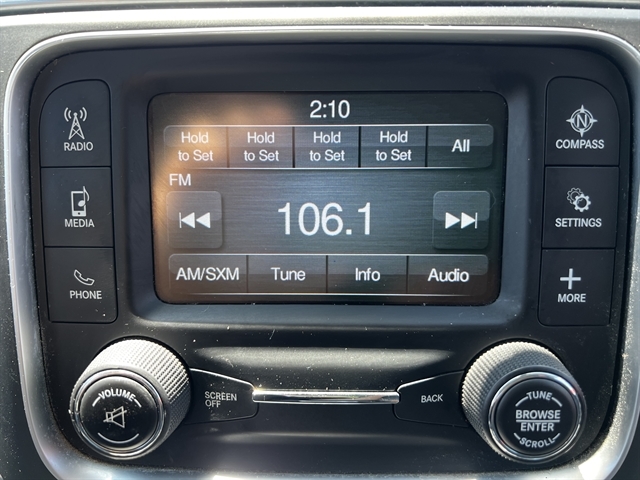 2:10
Hold to Set
Hold to Set
Hold to Set
Hold to Set
All
FM
106.1
AM/SXM
Tune
Info
Audio
RADIO
MEDIA
PHONE
N
COMPASS
SETTINGS
MORE
VOLUME
SCREEN
OFF
BACK
TUNE
BROWSE
ENTER
SCROLL